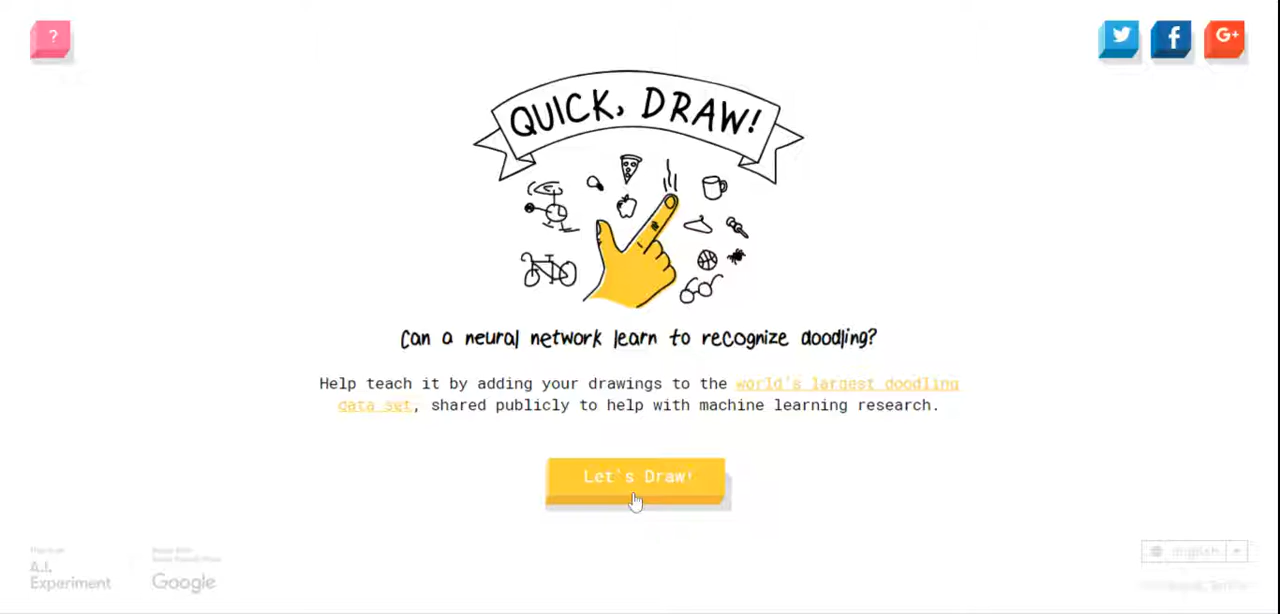 ?
f
G+
QUICK, DRAW!
Can a neural network learn to recognize doodling?
Help teach it by adding your drawings to the world's largest doodling
data set, shared publicly to help with machine learning research.
Let's Draw!
A.I.
Experiment
Google
English